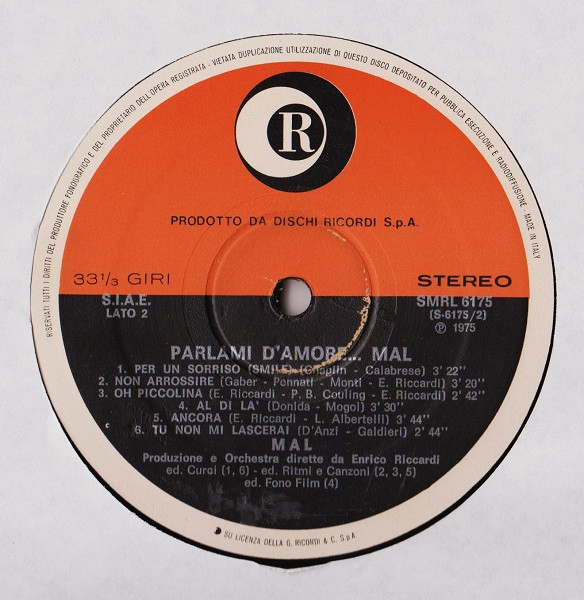 RISERVATI TUTTI I DIRITTI DEL PRODUTTORE FONOGRAFICO E DEL PROPRIETARIO DELL'OPERA REGISTRATA - VIETATA DUPLICAZIONE UTILIZZAZIONE DI QUESTO DISCO DEPOSITATO PER PUBBLICA ESECUZIONE E RADIODIFFUSIONE - MADE IN ITALY
R
PRODOTTO DA DISCHI RICORDI S.p.A.
33 1/3 GIRI
STEREO
S.I.A.E.
LATO 2
SMRL 6175
(S-6175/2)
Ⓟ 1975
PARLAMI D'AMORE... MAL
1. PER UN SORRISO (SMILE) (Chaplin - Calabrese) 3' 22"
2. NON ARROSSIRE (Gaber - Pennati - Monti - E. Riccardi) 3' 20"
3. OH PICCOLINA (E. Riccardi - P. B. Couling - E. Riccardi) 2' 42"
4. AL DI LA' (Donida - Mogol) 3' 30"
5. ANCORA (E. Riccardi - L. Albertelli) 3' 44"
6. TU NON MI LASCERAI (D'Anzi - Galdieri) 2' 44"
MAL
Produzione e Orchestra dirette da Enrico Riccardi
ed. Curci (1, 6) - ed. Ritmi e Canzoni (2, 3, 5)
ed. Fono Film (4)
SU LICENZA DELLA G. RICORDI & C. S.p.A.